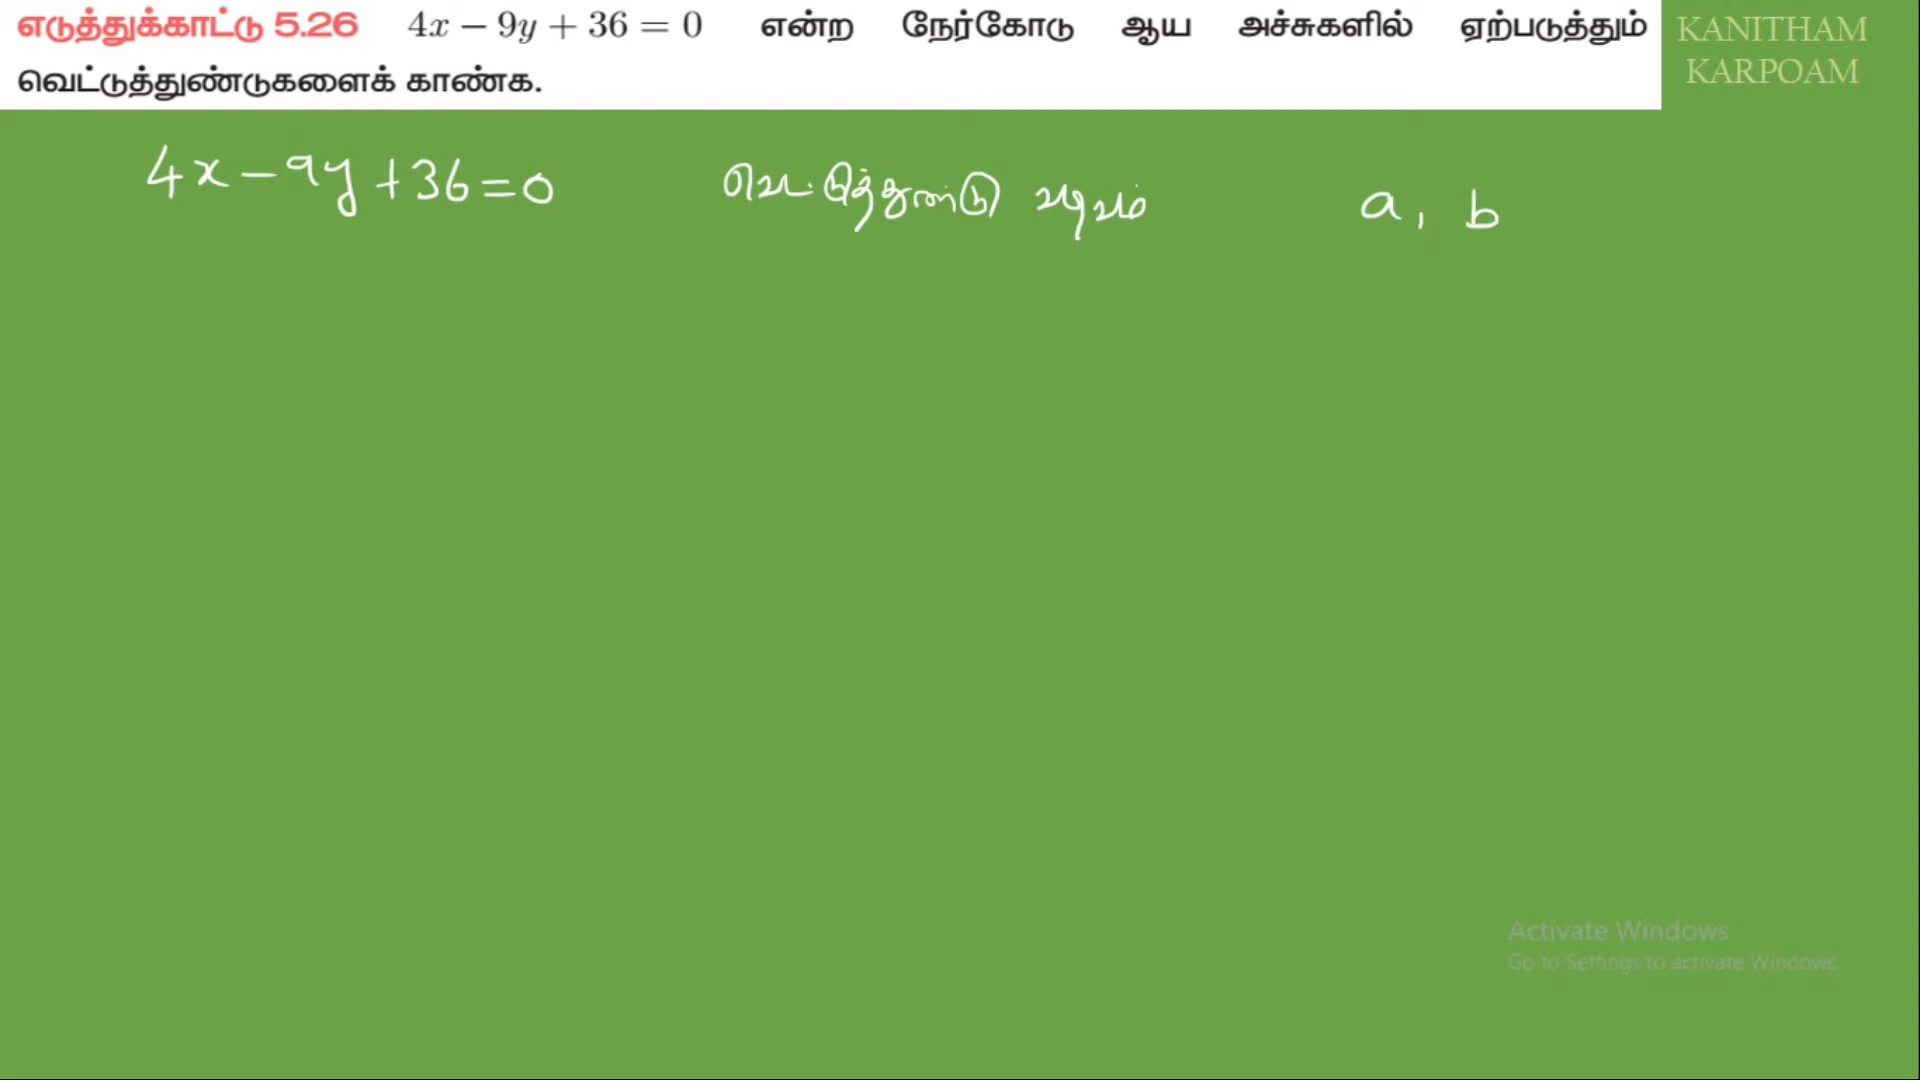 எடுத்துக்காட்டு 5.26 4x − 9y + 36 = 0 என்ற நேர்கோடு ஆய அச்சுகளில் ஏற்படுத்தும்
வெட்டுத்துண்டுகளைக் காண்க.
KANITHAM
KARPOAM
4x − 9y + 36 = 0 வெட்டுத்துண்டு வடிவம் a, b
Activate Windows
Go to Settings to activate Windows.